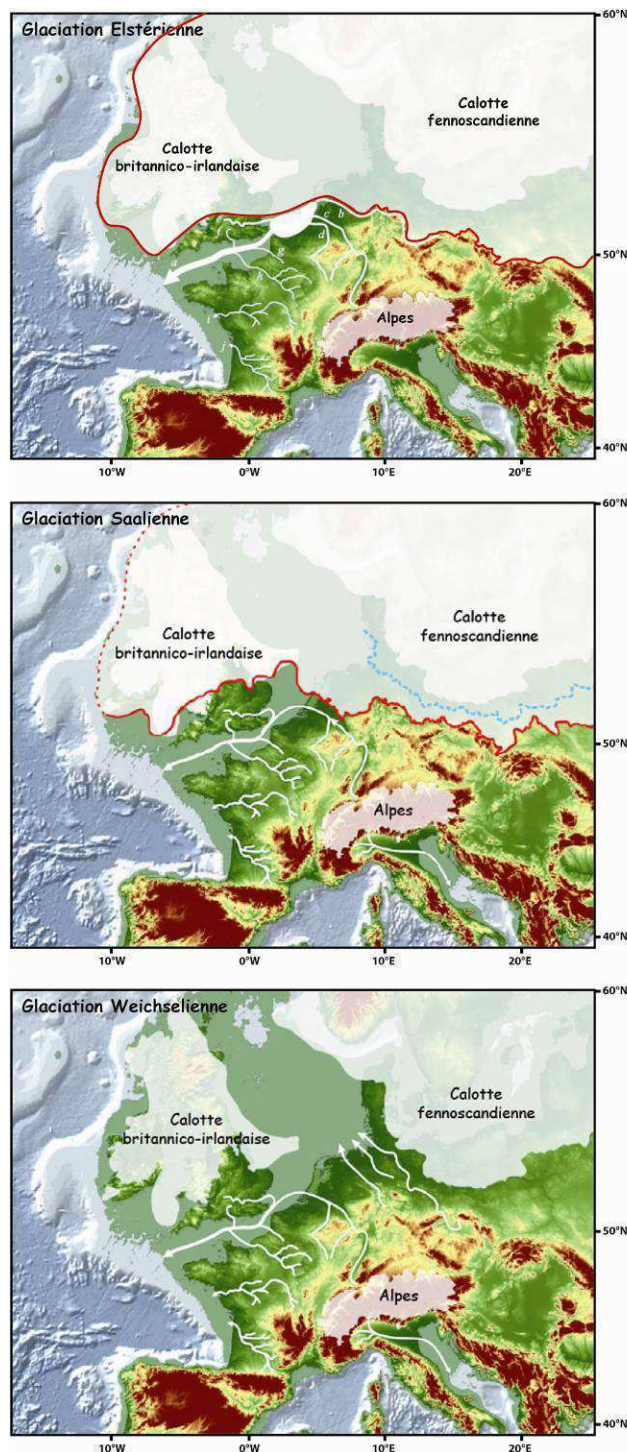 Glaciation Elstérienne
60°N
Calotte
fennoscandienne
Calotte
britannico-irlandaise
50°N
c b
d
a
g
Alpes
i
j
40°N
10°W 0°W 10°E 20°E
Glaciation Saalienne
60°N
Calotte
fennoscandienne
Calotte
britannico-irlandaise
50°N
Alpes
40°N
10°W 0°W 10°E 20°E
Glaciation Weichselienne
60°N
Calotte
fennoscandienne
Calotte
britannico-irlandaise
50°N
Alpes
40°N
10°W 0°W 10°E 20°E